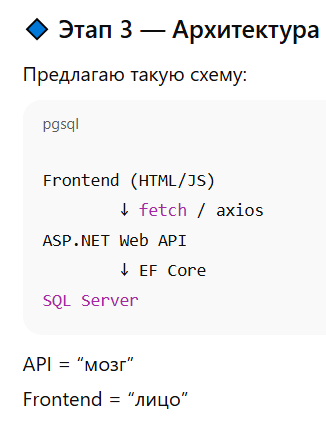 🔷 Этап 3 — Архитектура
Предлагаю такую схему:
pgsql
Frontend (HTML/JS)
↓ fetch / axios
ASP.NET Web API
↓ EF Core
SQL Server
API = “мозг”
Frontend = “лицо”